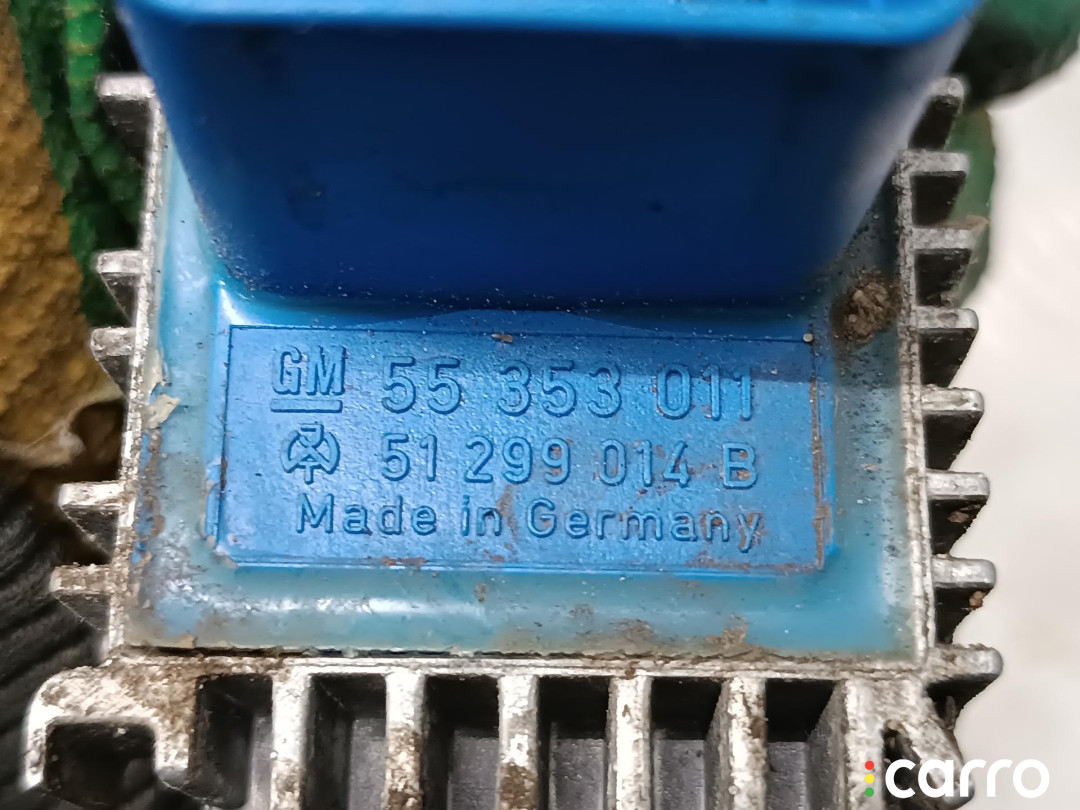 GM 55 353 011
51 299 014 B
Made in Germany
carro